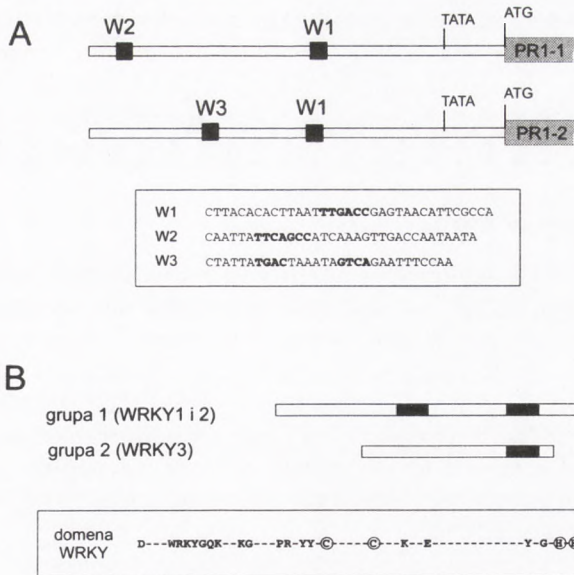 A
W2 W1 TATA ATG
PR1-1
W3 W1 TATA ATG
PR1-2
W1 CTTACACACTTAATTTGACCGAGTAACATTCGCCA
W2 CAATTATTCAGCCATCAAAGTTGACCAATAATA
W3 CTATTATGACTAAATAGTCAGAATTTCCAA
B
grupa 1 (WRKY1 i 2)
grupa 2 (WRKY3)
domena
WRKY
D---WRKYGQK--KG---PR-YY-C----C--K--E------------Y-G-H-H